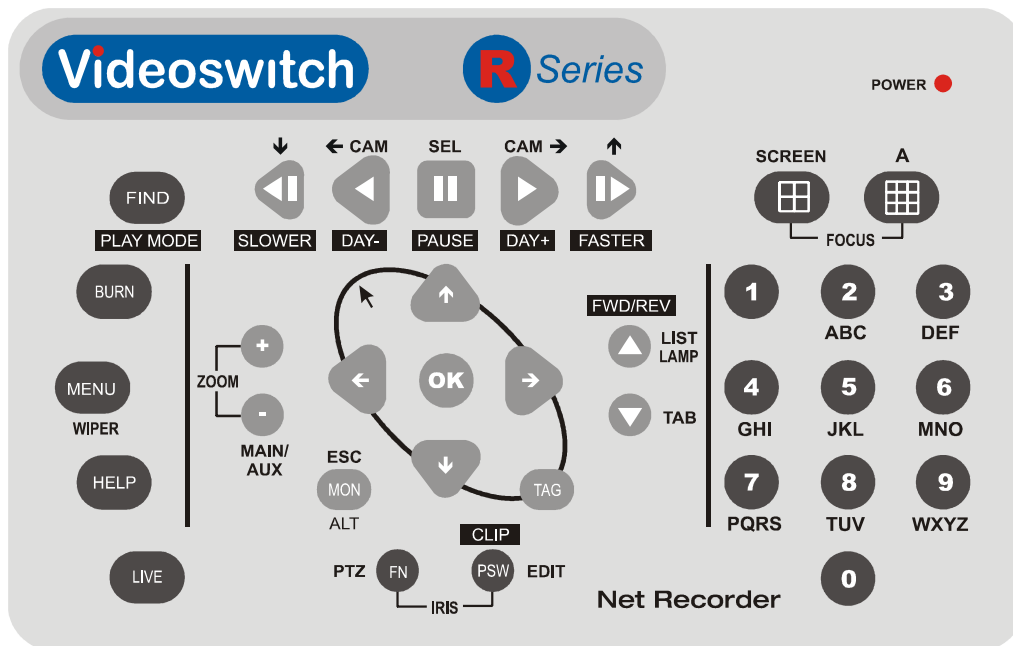 Videoswitch
R Series
POWER
↓ ← CAM SEL CAM → ↑
SCREEN A
FIND
PLAY MODE SLOWER DAY- PAUSE DAY+ FASTER
FOCUS
BURN
FWD/REV
1 2 3
ABC DEF
↑
+
LIST
LAMP
ZOOM
MENU
WIPER
← OK →
4 5 6
GHI JKL MNO
-
MAIN/
AUX
TAB
ESC
HELP
MON
ALT
↓
TAG
7 8 9
PQRS TUV WXYZ
CLIP
LIVE
PTZ FN PSW EDIT
IRIS
0
Net Recorder